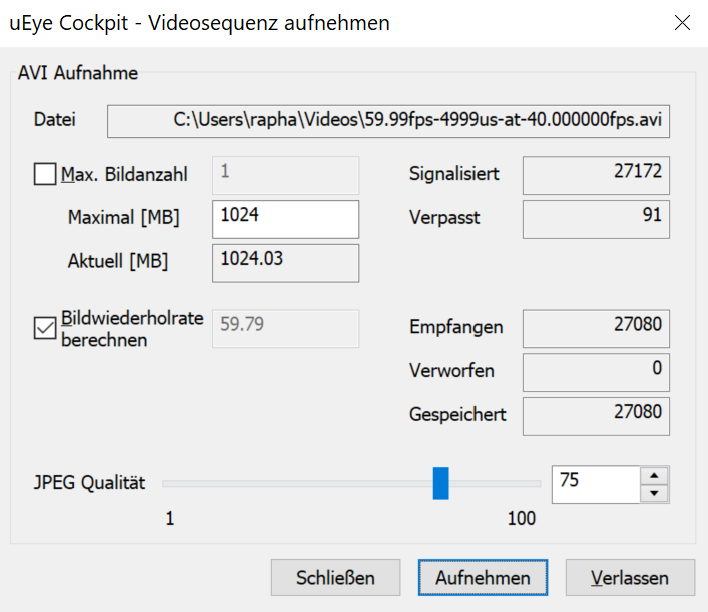 uEye Cockpit - Videosequenz aufnehmen
AVI Aufnahme
Datei C:\Users\rapha\Videos\59.99fps-4999us-at-40.000000fps.avi
Max. Bildanzahl 1 Signalisiert 27172
Maximal [MB] 1024 Verpasst 91
Aktuell [MB] 1024.03
Bildwiederholrate berechnen 59.79 Empfangen 27080
Verworfen 0
Gespeichert 27080
JPEG Qualität 75
1 100
Schließen Aufnehmen Verlassen